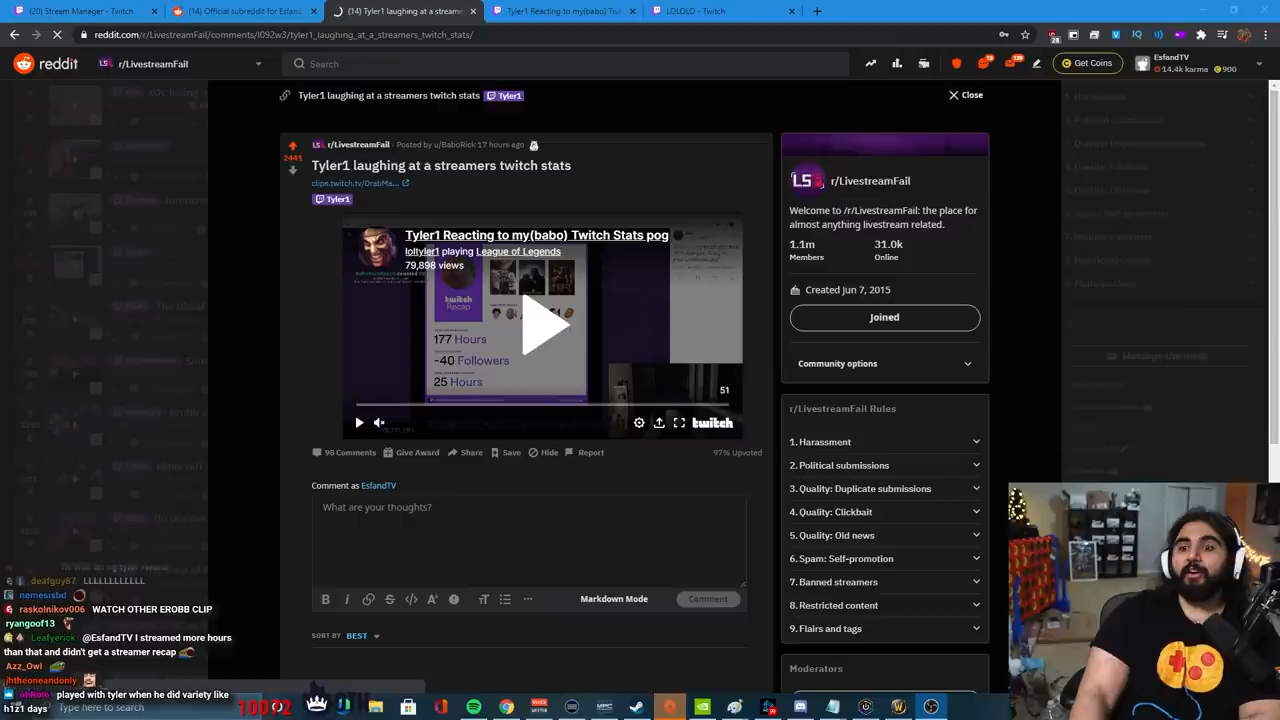 (20) Stream Manager - Twitch
(14) Official subreddit for Esfand
(14) Tyler1 laughing at a streame
Tyler1 Reacting to my(babo) Twi
LOLOLO - Twitch
reddit.com/r/LivestreamFail/comments/l092w3/tyler1_laughing_at_a_streamers_twitch_stats/
reddit
r/LivestreamFail
Search
Get Coins
EsfandTV
14.4k karma 900
Tyler1 laughing at a streamers twitch stats Tyler1
Close
r/LivestreamFail · Posted by u/BaboRick 17 hours ago
2441
Tyler1 laughing at a streamers twitch stats
clips.twitch.tv/DrabMa...
Tyler1
Tyler1 Reacting to my(babo) Twitch Stats pog
loltyler1 playing League of Legends
79,898 views
twitch
Recap
177 Hours
-40 Followers
25 Hours
51
twitch
90 Comments Give Award Share Save Hide Report 97% Upvoted
Comment as EsfandTV
What are your thoughts?
Markdown Mode
Comment
SORT BY BEST
r/LivestreamFail
Welcome to /r/LivestreamFail: the place for
almost anything livestream related.
1.1m 31.0k
Members Online
Created Jun 7, 2015
Joined
Community options
r/LivestreamFail Rules
1. Harassment
2. Political submissions
3. Quality: Duplicate submissions
4. Quality: Clickbait
5. Quality: Old news
6. Spam: Self-promotion
7. Banned streamers
8. Restricted content
9. Flairs and tags
Moderators
deafguy87 LLLLLLLLLLLL
nemesisbd
raskolnikov006 WATCH OTHER EROBB CLIP
ryangoof13
Leafyerick @EsfandTV I streamed more hours
than that and didn't get a streamer recap
Azz_Owl
jhtheoneandonly
onRole played with tyler when he did variety like
h1z1 days
Type here to search